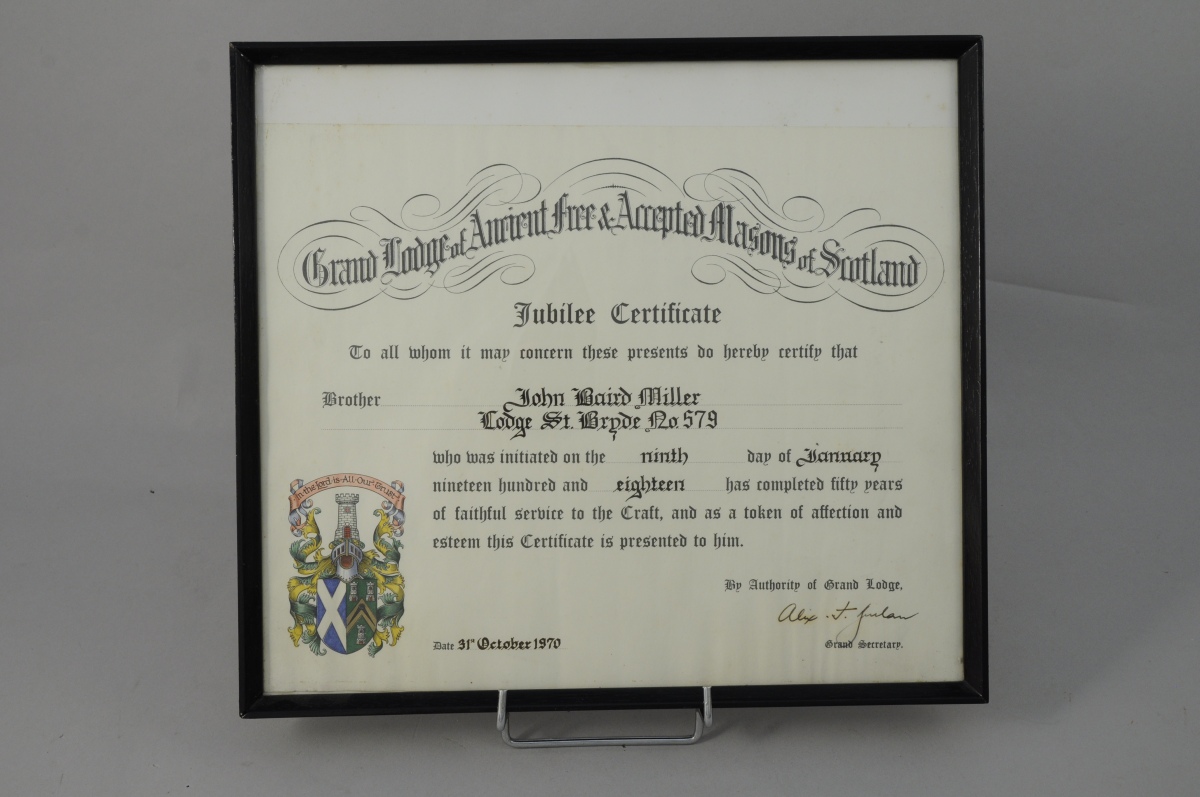 Grand Lodge of Ancient Free & Accepted Masons of Scotland
Jubilee Certificate
To all whom it may concern these presents do hereby certify that
Brother John Baird Miller
Lodge St. Bryde No. 579
who was initiated on the ninth day of January
nineteen hundred and eighteen has completed fifty years
of faithful service to the Craft, and as a token of affection and
esteem this Certificate is presented to him.
In the Lord is All Our Trust
By Authority of Grand Lodge,
Alex. F.
Date 31st October 1970
Grand Secretary.